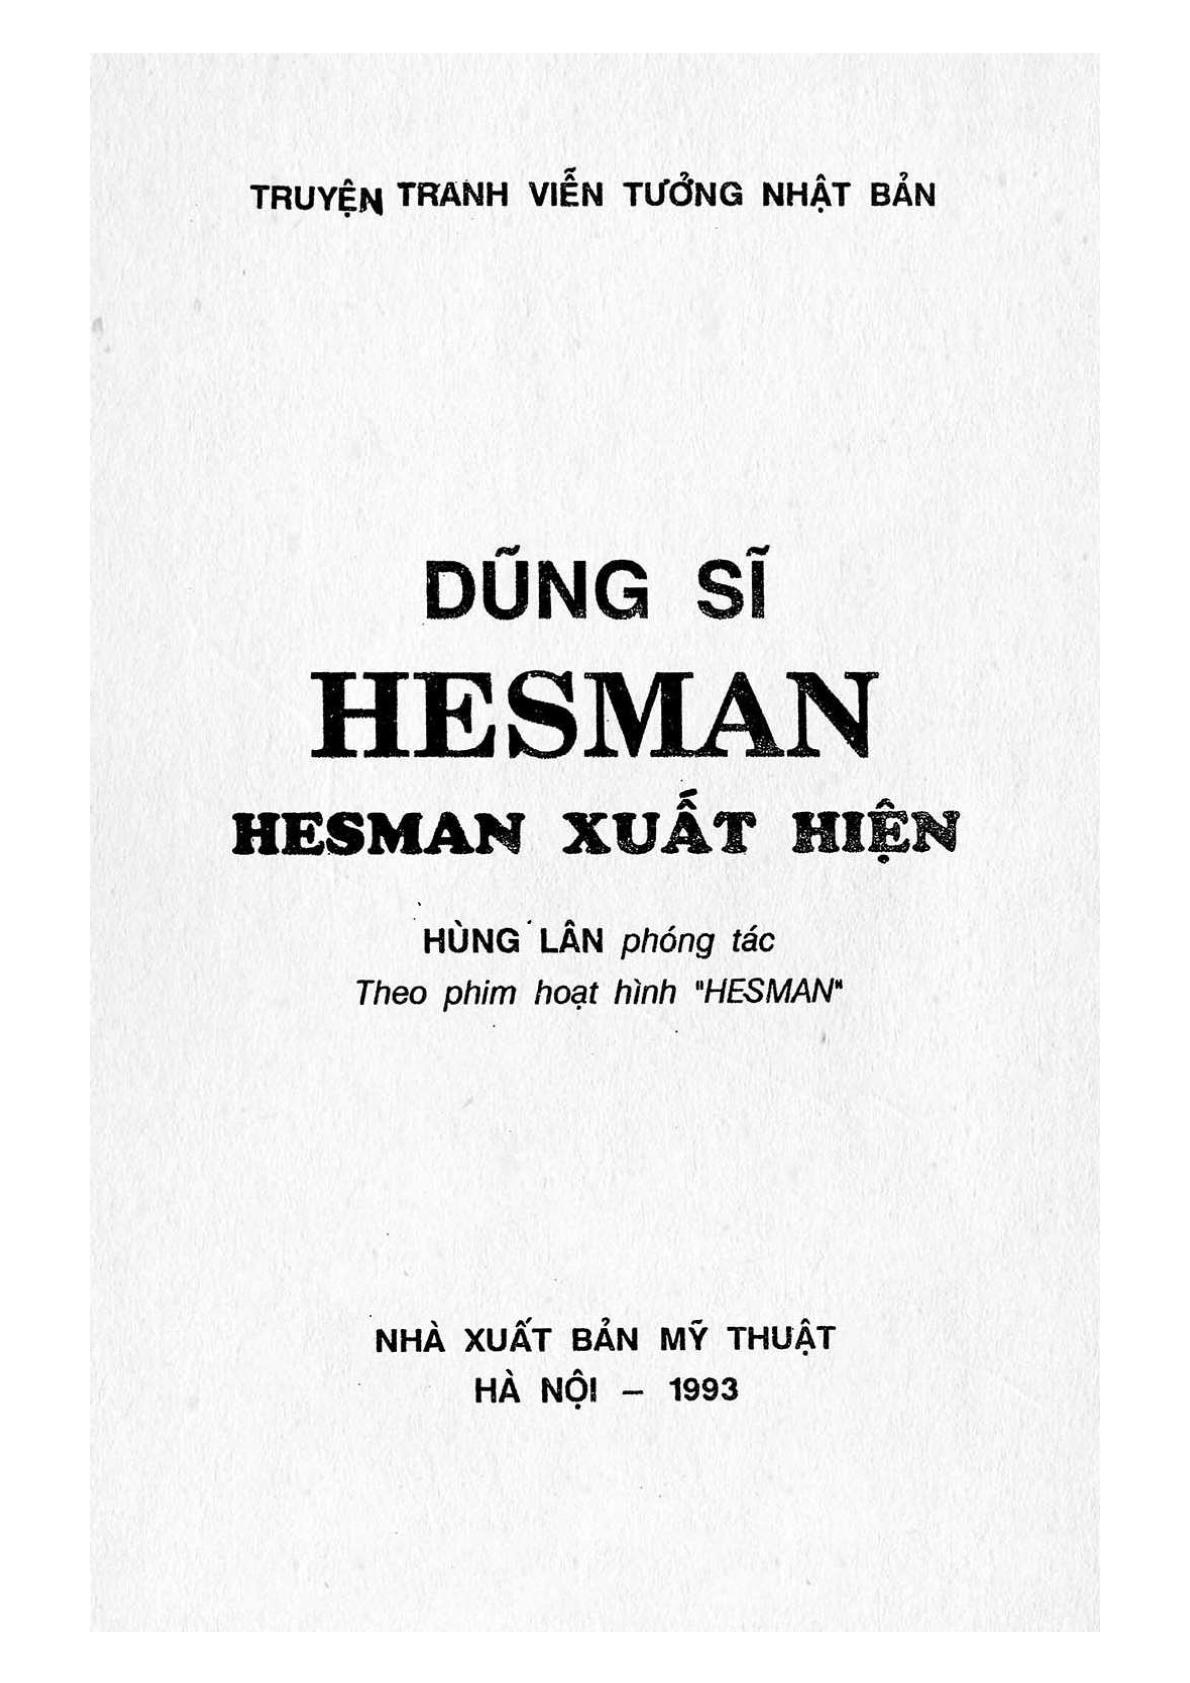 TRUYỆN TRANH VIỄN TƯỞNG NHẬT BẢN
DŨNG SĨ
HESMAN
HESMAN XUẤT HIỆN
HÙNG LÂN phóng tác
Theo phim hoạt hình "HESMAN"
NHÀ XUẤT BẢN MỸ THUẬT
HÀ NỘI – 1993